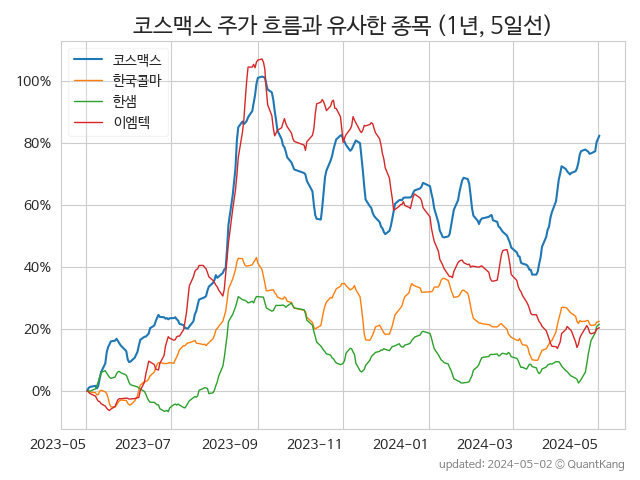 코스맥스 주가 흐름과 유사한 종목 (1년, 5일선)
코스맥스
한국콜마
한샘
이엠텍
100%
80%
60%
40%
20%
0%
2023-05 2023-07 2023-09 2023-11 2024-01 2024-03 2024-05
updated: 2024-05-02 © QuantKang